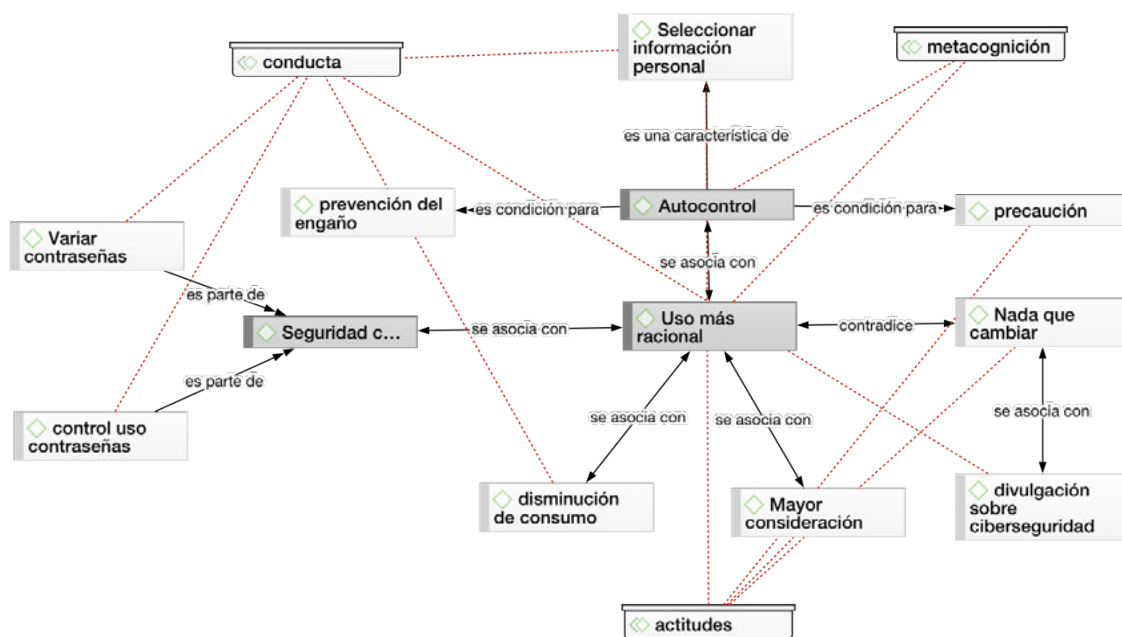 conducta
Seleccionar
información
personal
metacognición
es una característica de
prevención del
engaño
es condición para
Autocontrol
es condición para
precaución
Variar
contraseñas
se asocia con
es parte de
Seguridad c...
se asocia con
Uso más
racional
contradice
Nada que
cambiar
es parte de
control uso
contraseñas
se asocia con
se asocia con
se asocia con
disminución
de consumo
Mayor
consideración
divulgación
sobre
ciberseguridad
actitudes